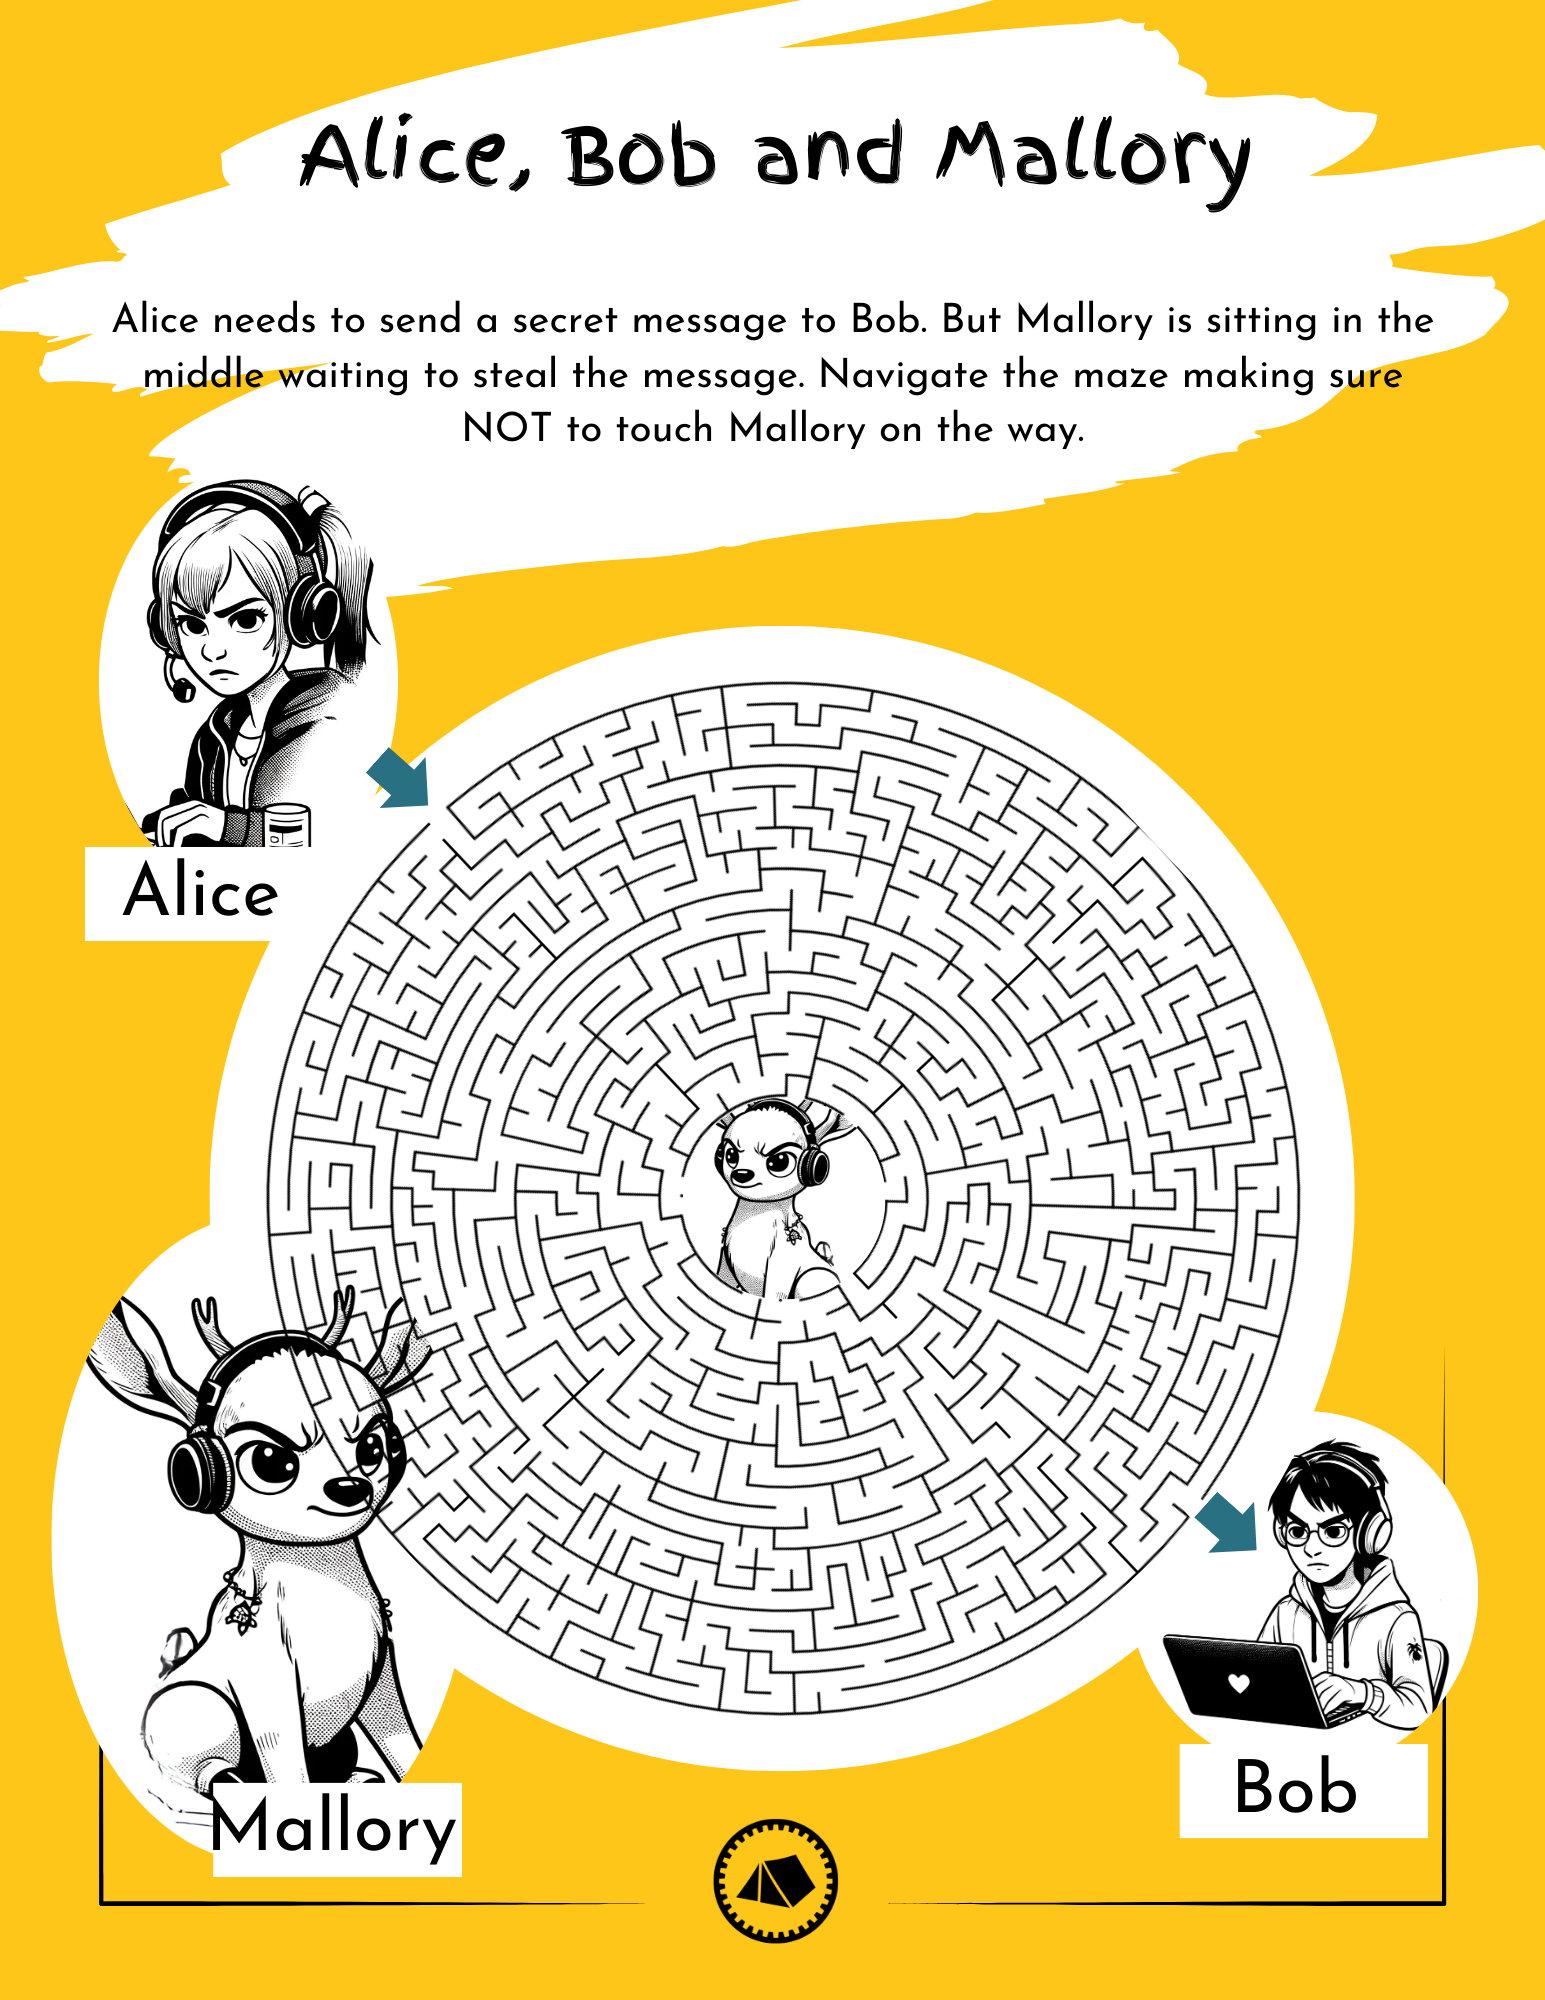 Alice, Bob and Mallory
Alice needs to send a secret message to Bob. But Mallory is sitting in the
middle waiting to steal the message. Navigate the maze making sure
NOT to touch Mallory on the way.
Alice
Mallory
Bob